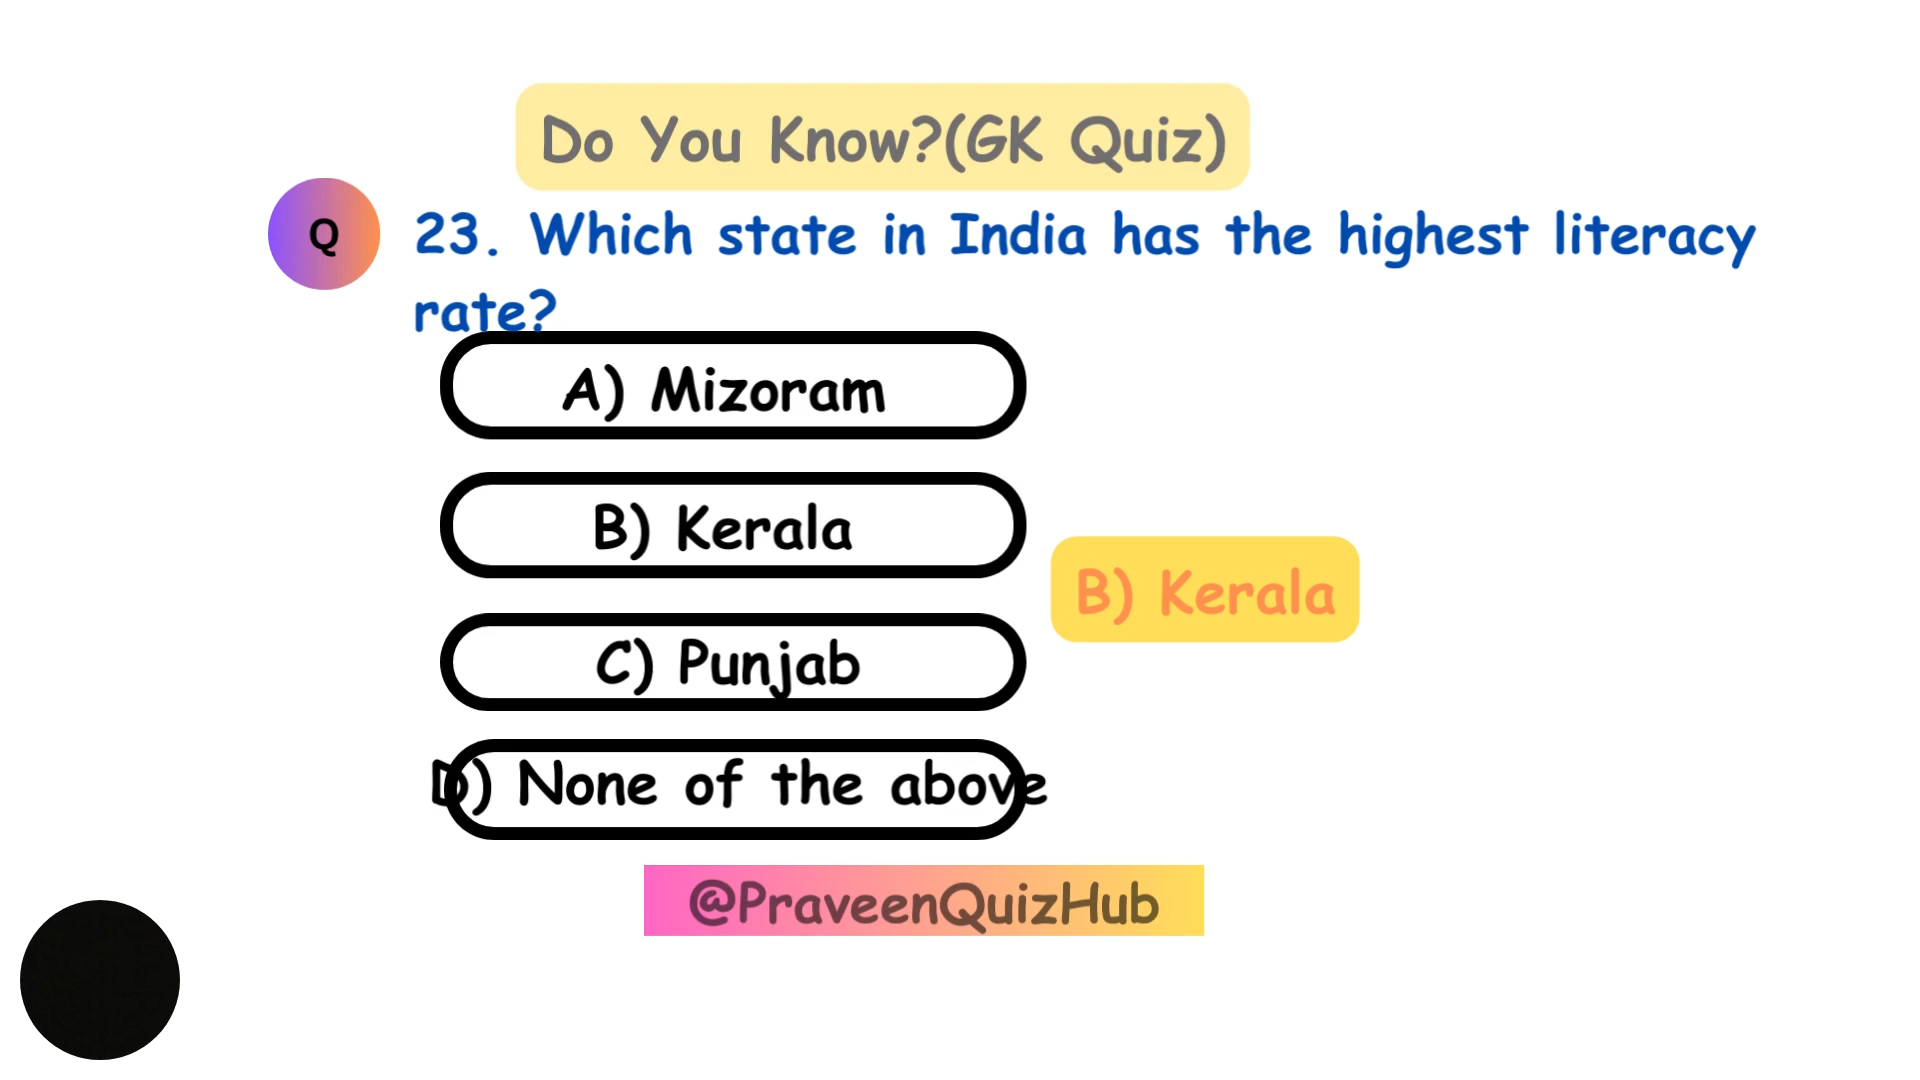 Do You Know?(GK Quiz)
Q
23. Which state in India has the highest literacy
rate?
A) Mizoram
B) Kerala
B) Kerala
C) Punjab
D) None of the above
@PraveenQuizHub